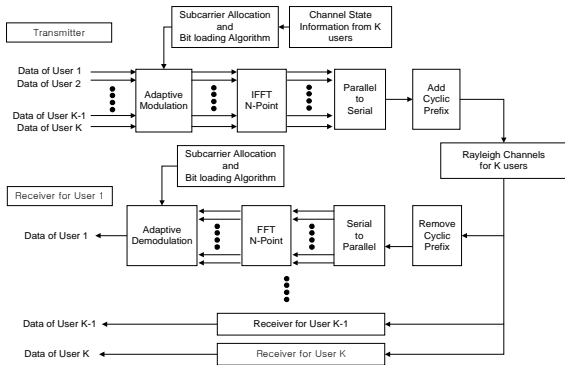 Transmitter
Subcarrier Allocation
and
Bit loading Algorithm
Channel State
Information from K
users
Data of User 1
Data of User 2
Data of User K-1
Data of User K
Adaptive
Modulation
IFFT
N-Point
Parallel
to
Serial
Add
Cyclic
Prefix
Rayleigh Channels
for K users
Subcarrier Allocation
and
Bit loading Algorithm
Receiver for User 1
Data of User 1
Adaptive
Demodulation
FFT
N-Point
Serial
to
Parallel
Remove
Cyclic
Prefix
Data of User K-1
Receiver for User K-1
Data of User K
Receiver for User K